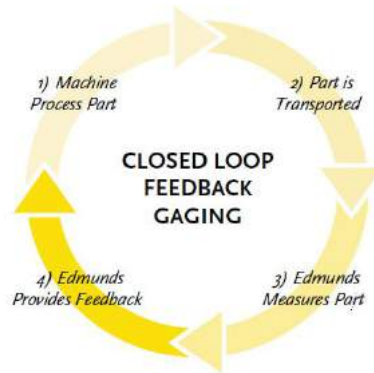 1) Machine
Process Part
2) Part is
Transported
CLOSED LOOP
FEEDBACK
GAGING
3) Edmunds
Measures Part
4) Edmunds
Provides Feedback